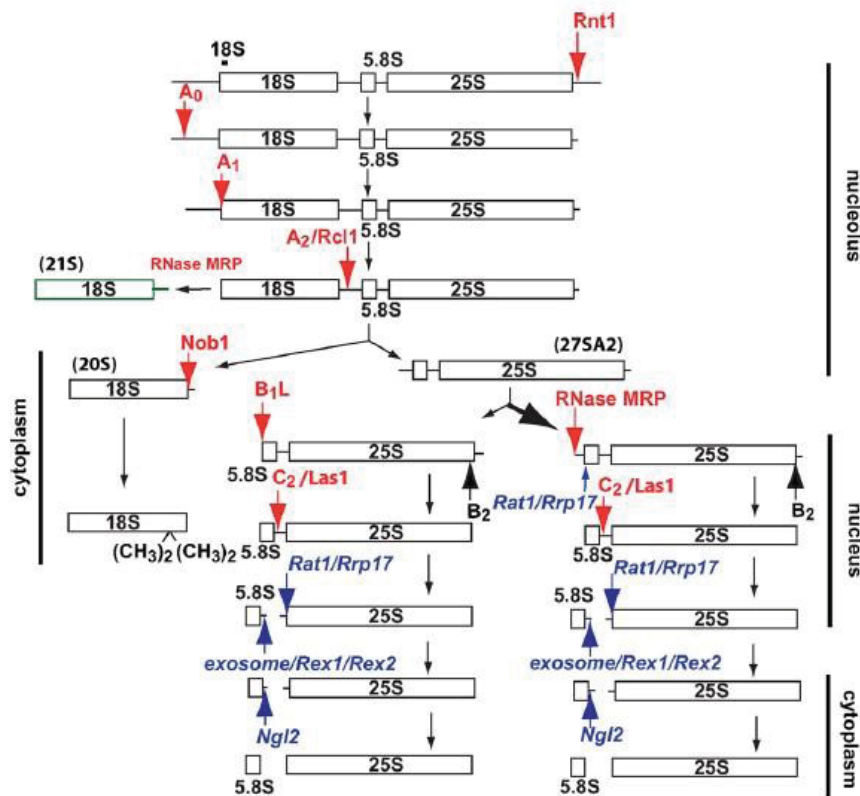 Rnt1
18S
5.8S
18S
25S
A0
18S
25S
5.8S
A1
18S
25S
5.8S
A2/Rcl1
(21S)
RNase MRP
18S
18S
25S
5.8S
nucleolus
Nob1
(20S)
18S
(27SA2)
25S
B1L
RNase MRP
25S
25S
5.8S
C2/Las1
B2
Rat1/Rrp17
C2/Las1
B2
cytoplasm
18S
(CH3)2(CH3)2
25S
5.8S
25S
5.8S
nucleus
Rat1/Rrp17
5.8S
25S
Rat1/Rrp17
5.8S
25S
exosome/Rex1/Rex2
exosome/Rex1/Rex2
25S
25S
Ngl2
Ngl2
25S
5.8S
25S
5.8S
cytoplasm